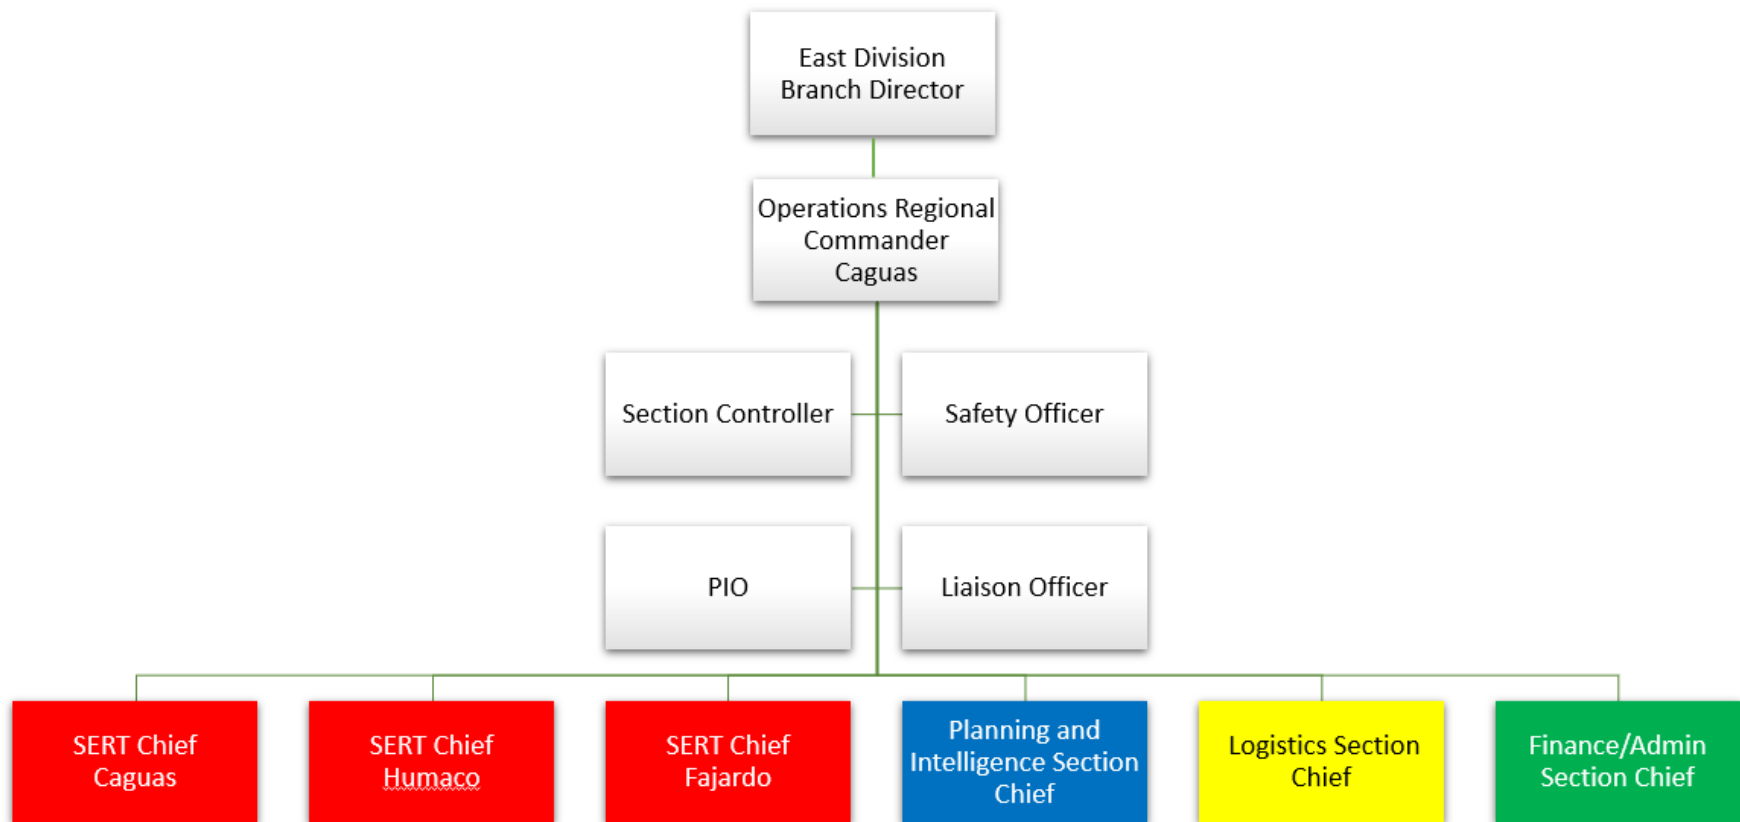 East Division
Branch Director
Operations Regional
Commander
Caguas
Section Controller
Safety Officer
PIO
Liaison Officer
SERT Chief
Caguas
SERT Chief
Humaco
SERT Chief
Fajardo
Planning and
Intelligence Section
Chief
Logistics Section
Chief
Finance/Admin
Section Chief